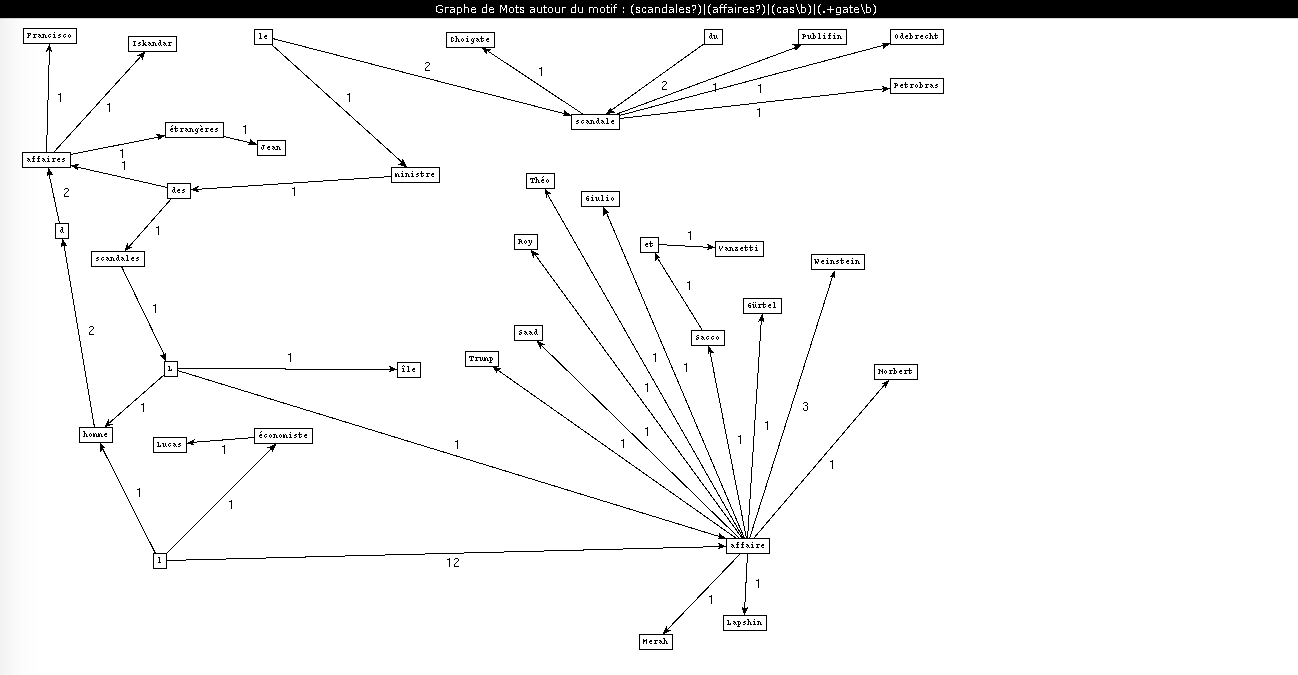 Graphe de Mots autour du motif : (scandales?)|(affaires?)|(cas\b)|(.+gate\b)
Francisco
Iskandar
le
Choigate
du
Publifin
Odebrecht
2
1
1
2
1
1
Petrobras
1
1
1
1
scandale
étrangères
1
Jean
affaires
1
1
ministre
des
1
Théo
Giulio
2
d
1
Roy
et
1
Vanzetti
scandales
Weinstein
1
1
Gürtel
2
Saad
Sacco
Trump
1
1
L
île
Norbert
1
1
1
3
homme
Lucas
1
économiste
1
1
1
1
1
1
1
1
1
affaire
l
12
1
1
Lapshin
Merah